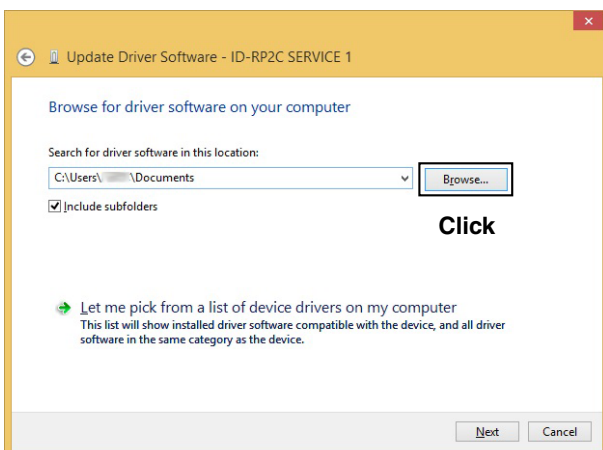 Update Driver Software - ID-RP2C SERVICE 1
Browse for driver software on your computer
Search for driver software in this location:
C:\Users\ \Documents
Browse...
Include subfolders
Click
Let me pick from a list of device drivers on my computer
This list will show installed driver software compatible with the device, and all driver
software in the same category as the device.
Next
Cancel